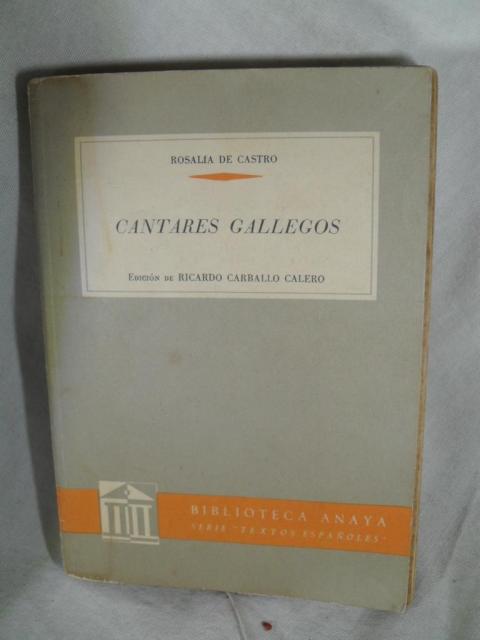 ROSALIA DE CASTRO
CANTARES GALLEGOS
EDICIÓN DE RICARDO CARBALLO CALERO
BIBLIOTECA ANAYA
SERIE "TEXTOS ESPAÑOLES"